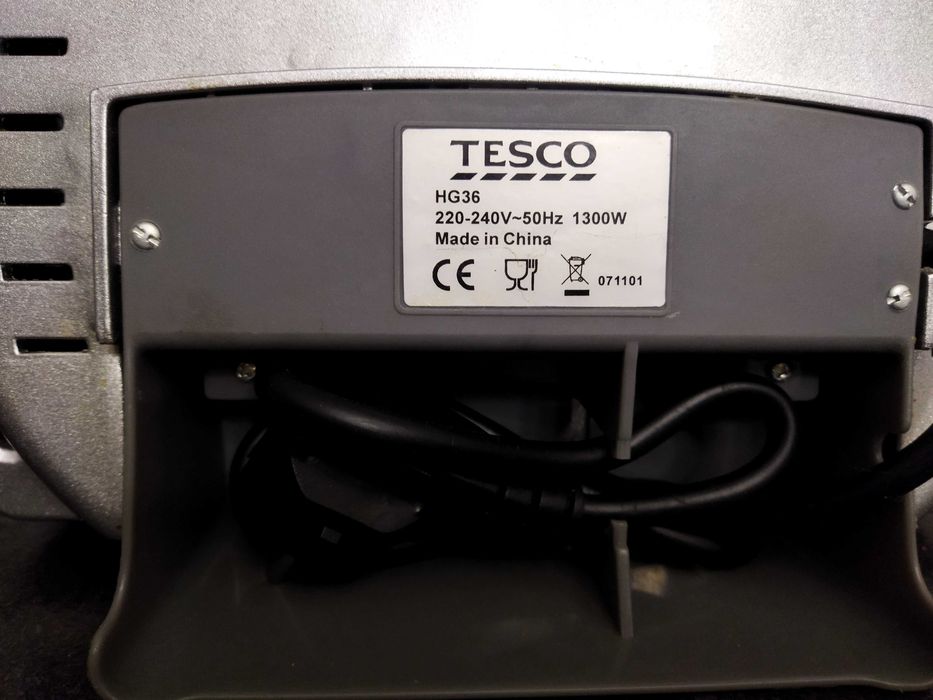 TESCO
HG36
220-240V~50Hz 1300W
Made in China
CE
071101